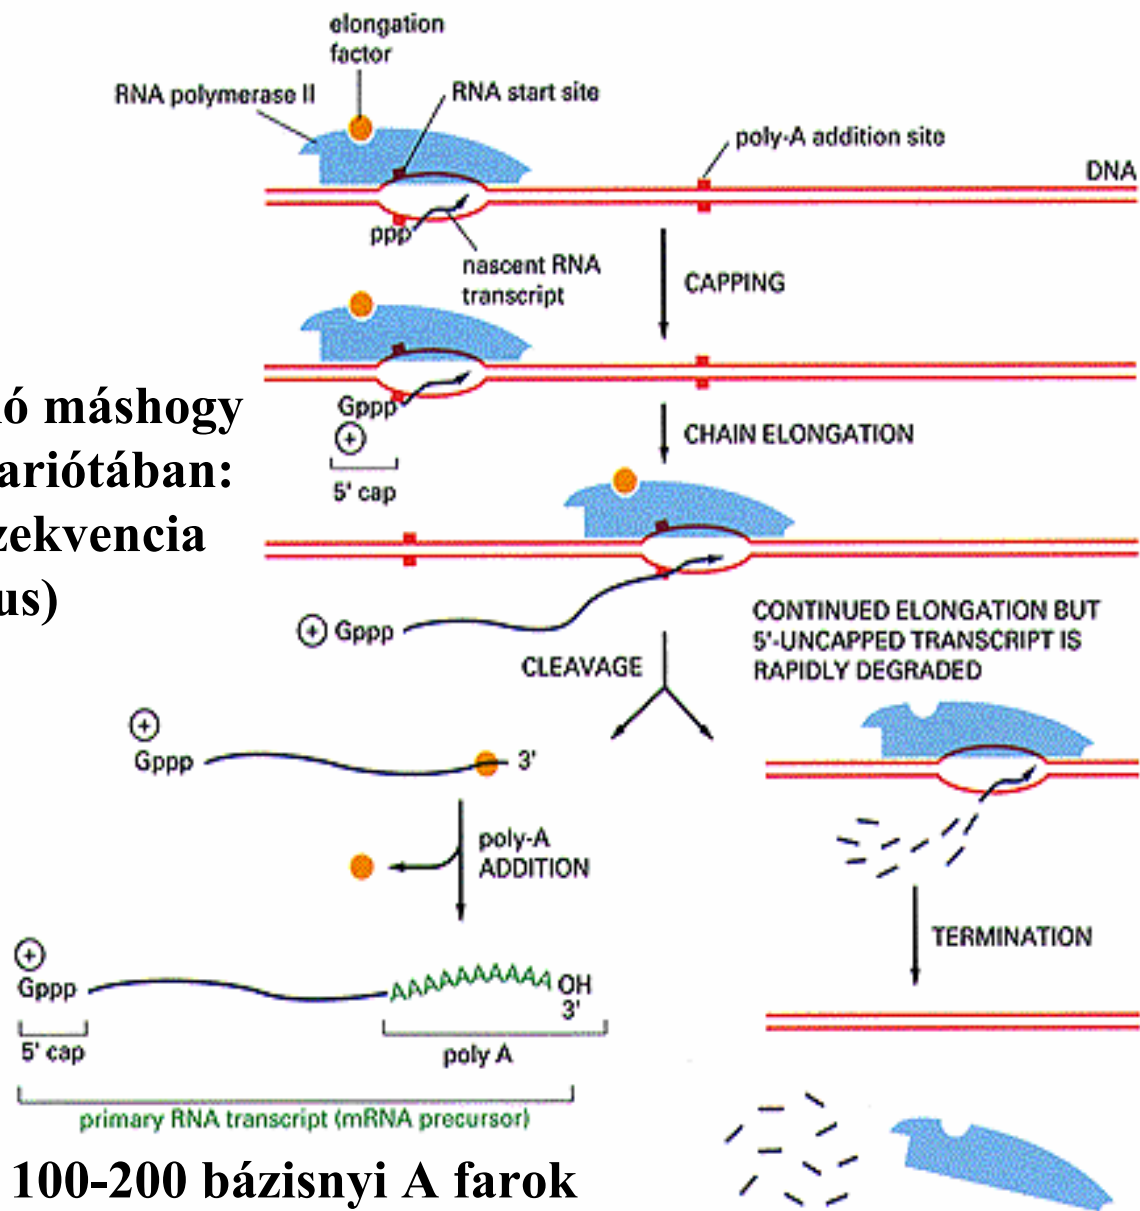 elongation
factor
RNA polymerase II
RNA start site
poly-A addition site
DNA
ppp
nascent RNA
transcript
CAPPING
ó máshogy
ariótában:
zekvencia
us)
Gppp
+
5' cap
CHAIN ELONGATION
+ Gppp
CONTINUED ELONGATION BUT
5'-UNCAPPED TRANSCRIPT IS
RAPIDLY DEGRADED
CLEAVAGE
+
Gppp
3'
poly-A
ADDITION
TERMINATION
+
Gppp
AAAAAAAAAA OH
3'
5' cap
poly A
primary RNA transcript (mRNA precursor)
100-200 bázisnyi A farok